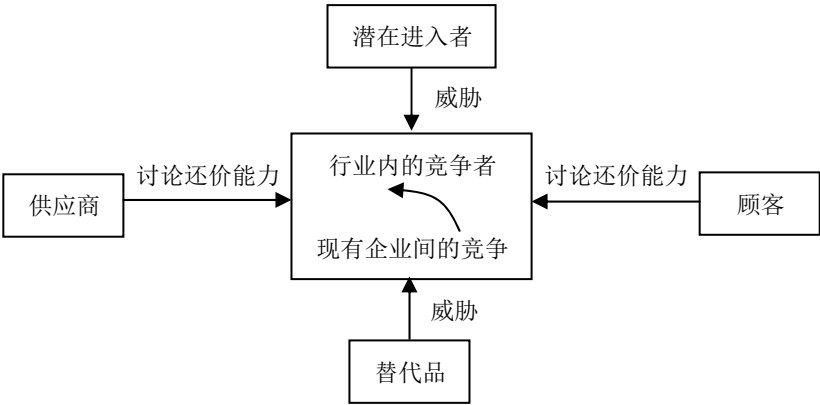 潜在进入者
威胁
行业内的竞争者
讨论还价能力
讨论还价能力
供应商
顾客
现有企业间的竞争
威胁
替代品